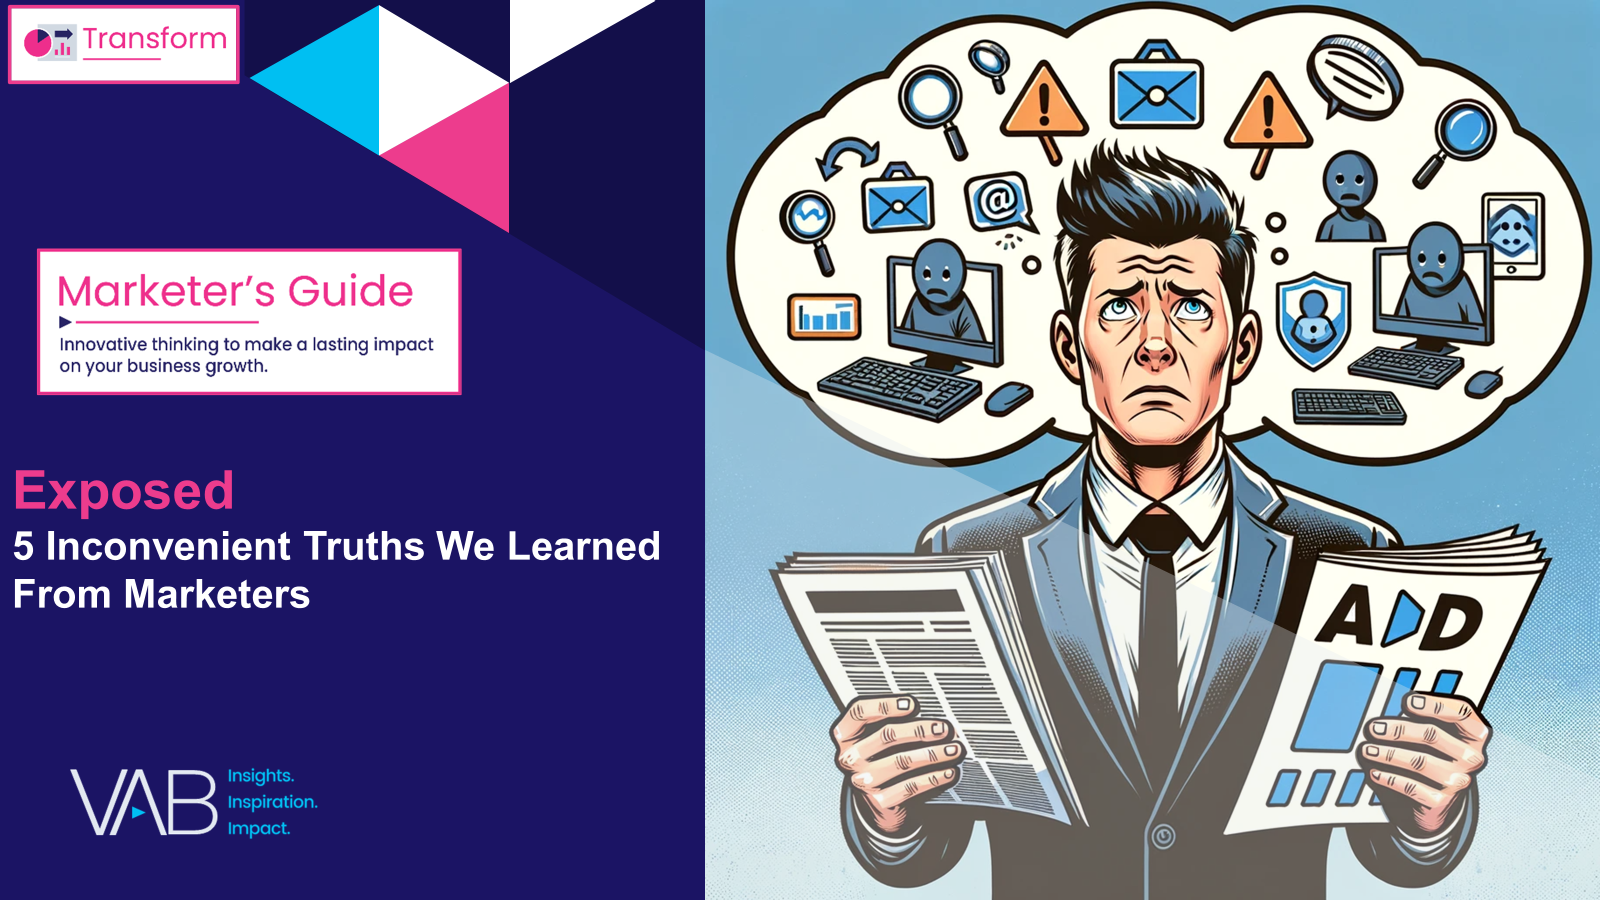 Transform
Marketer's Guide
Innovative thinking to make a lasting impact
on your business growth.
Exposed
5 Inconvenient Truths We Learned
From Marketers
VAB
Insights.
Inspiration.
Impact.
@
A D